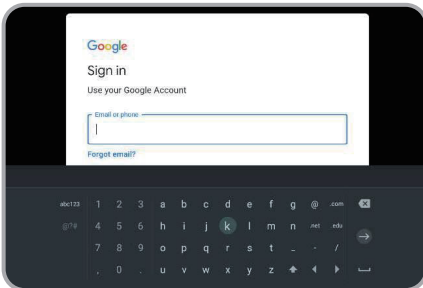 Google
Sign in
Use your Google Account
Email or phone
Forgot email?
abc123 1 2 3 a b c d e f g @ .com
@?# 4 5 6 h i j k l m n .net .edu
7 8 9 o p q r s t _ - /
, 0 . u v w x y z